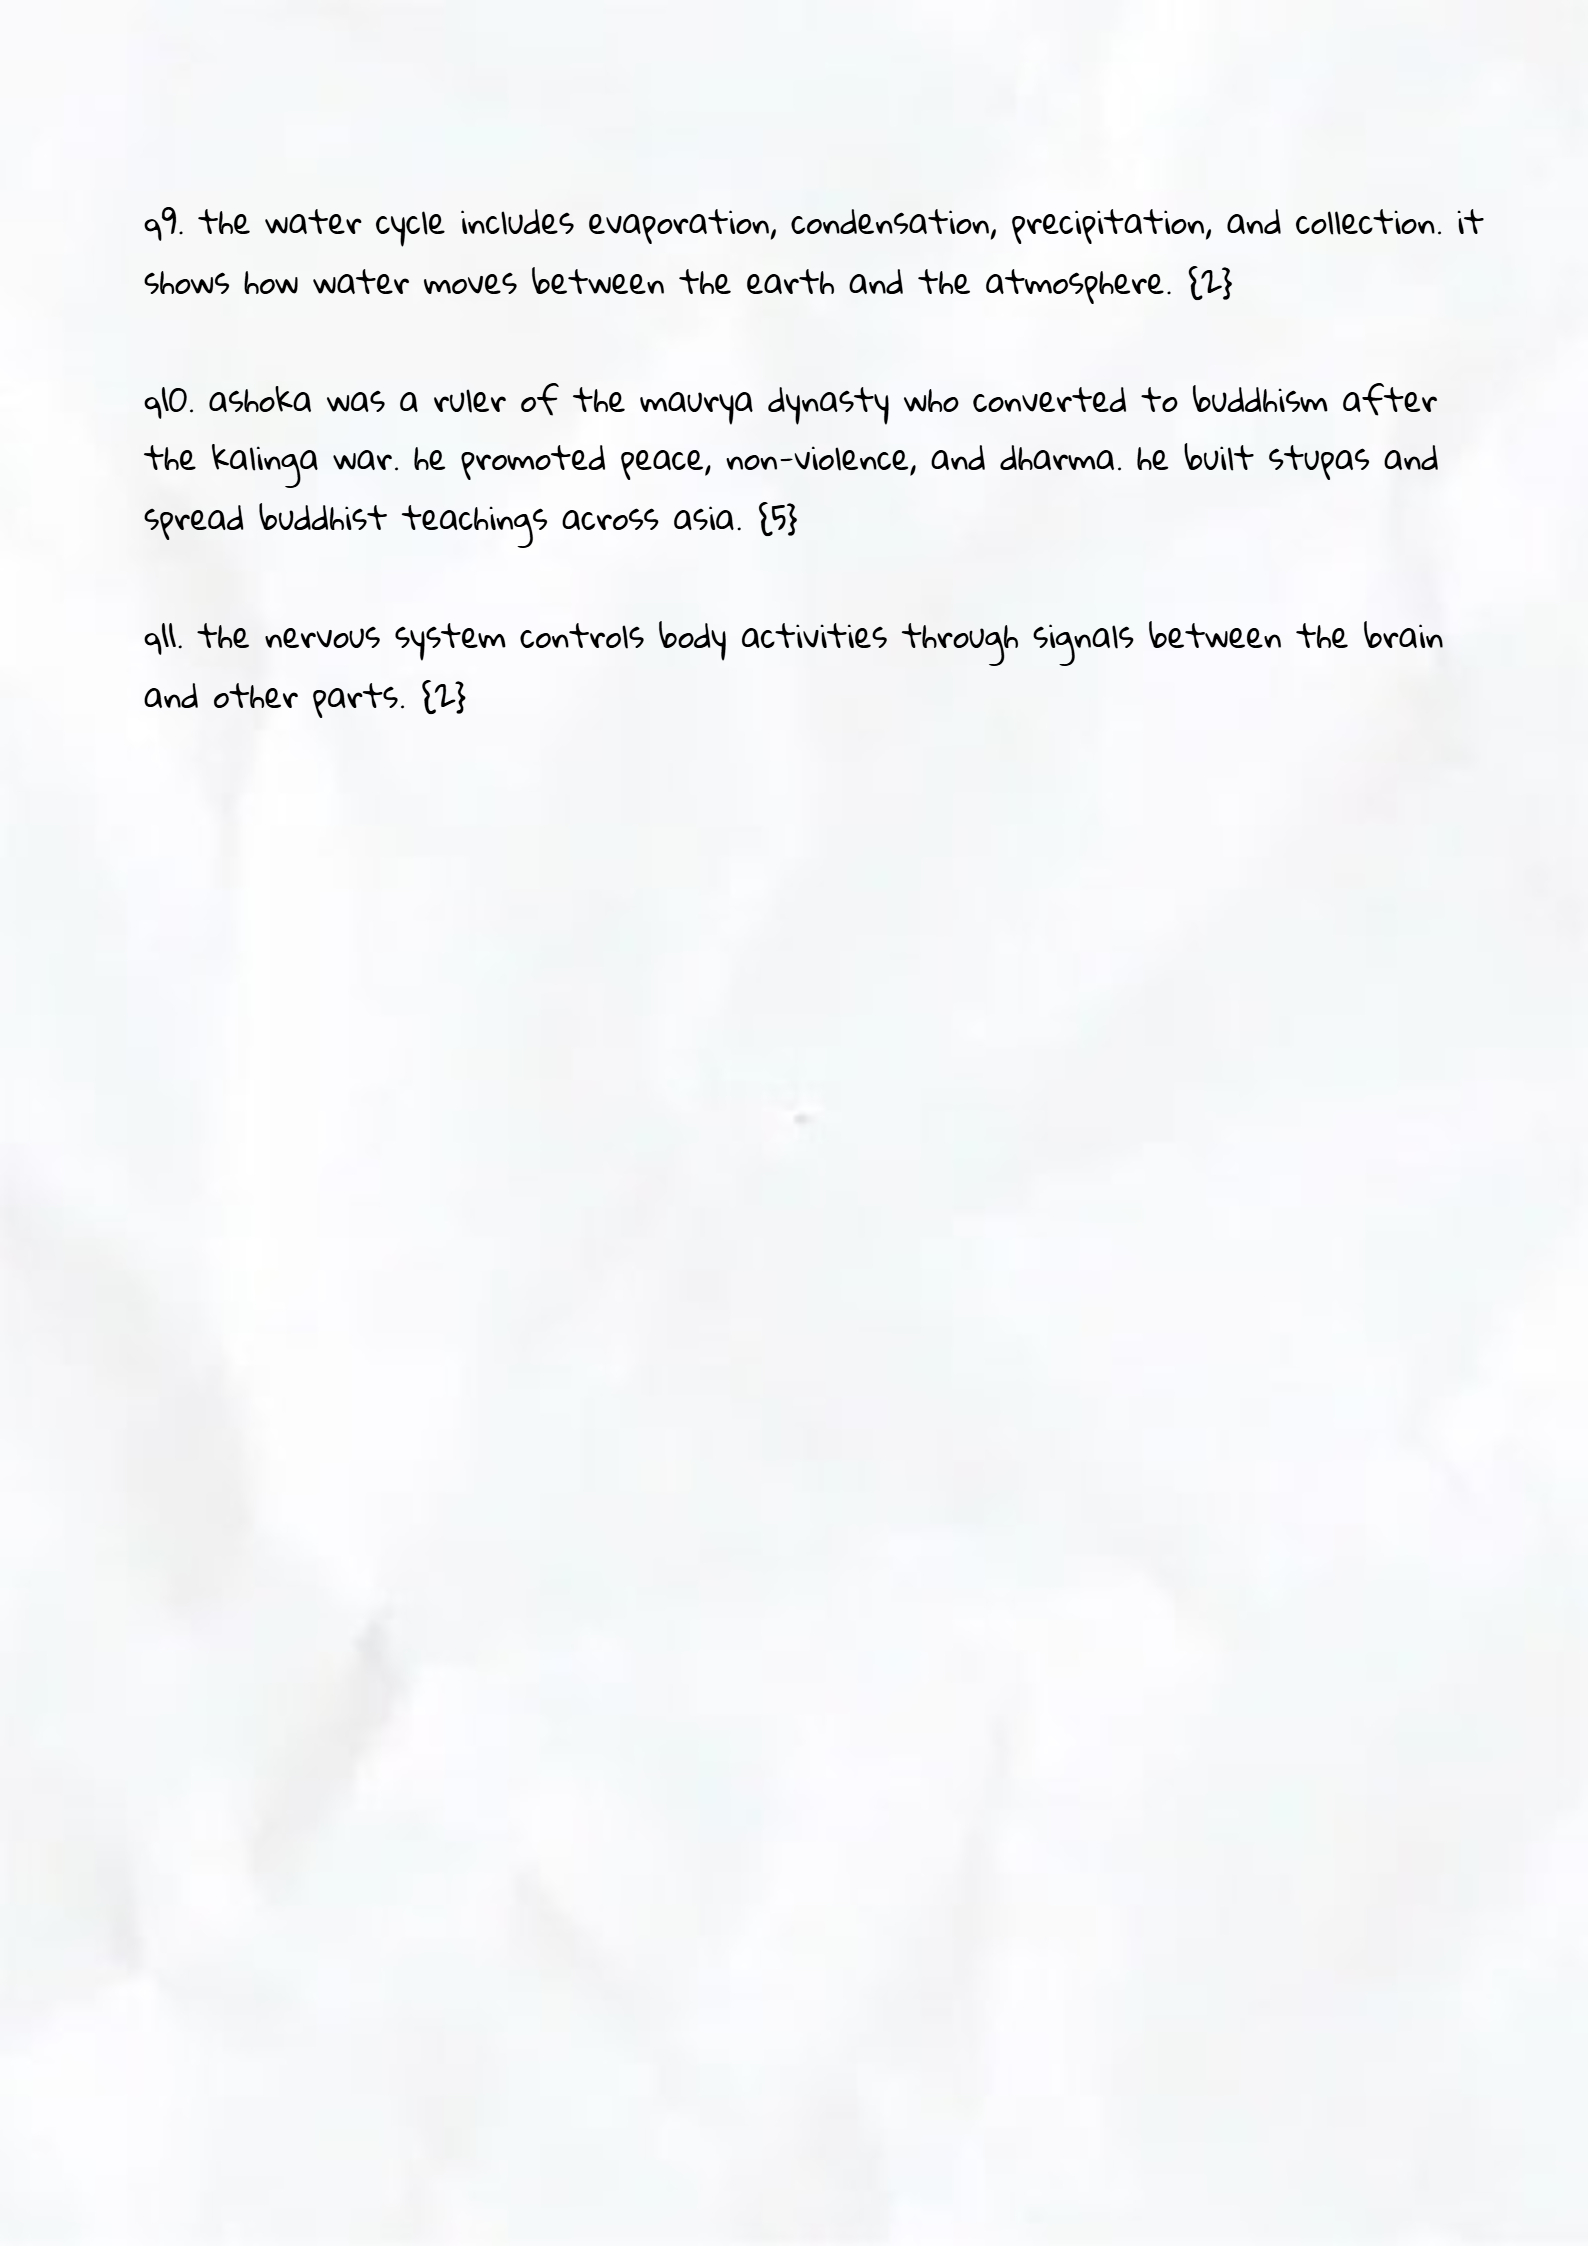 q9. the water cycle includes evaporation, condensation, precipitation, and collection. it
shows how water moves between the earth and the atmosphere. {2}
q10. ashoka was a ruler of the maurya dynasty who converted to buddhism after
the kalinga war. he promoted peace, non-violence, and dharma. he built stupas and
spread buddhist teachings across asia. {5}
q11. the nervous system controls body activities through signals between the brain
and other parts. {2}